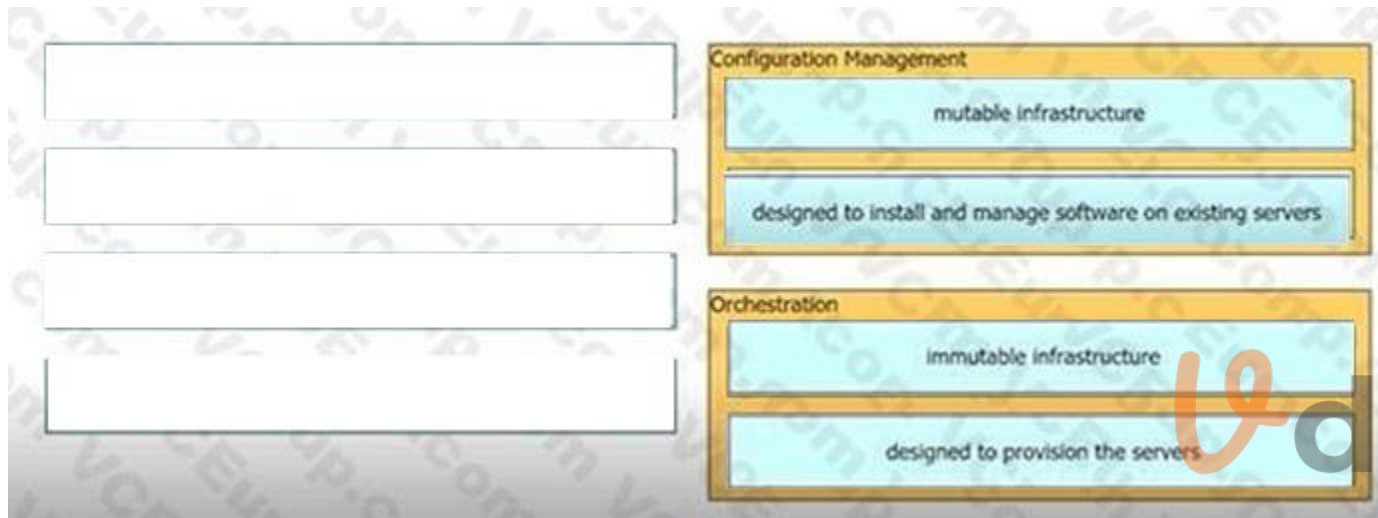 Configuration Management
mutable infrastructure
designed to install and manage software on existing servers
Orchestration
immutable infrastructure
designed to provision the servers